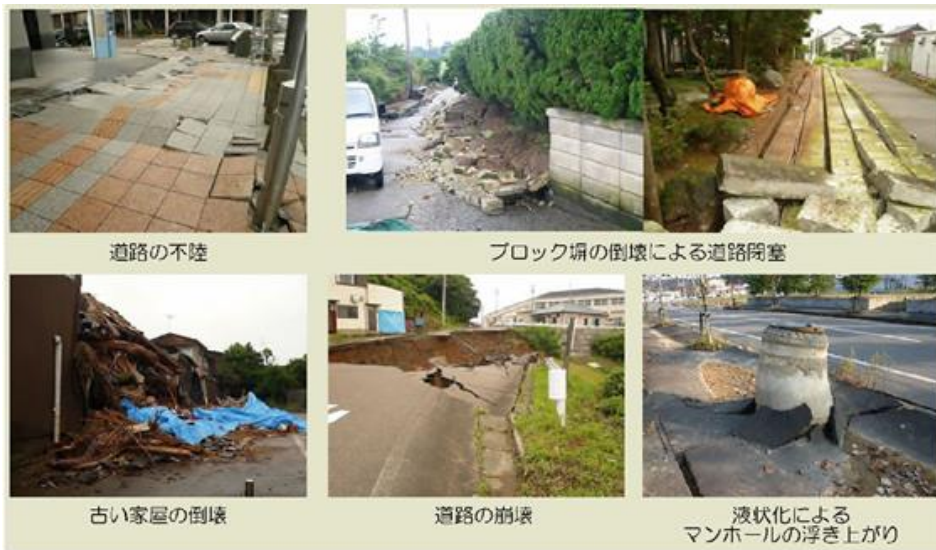 道路の不陸
ブロック塀の倒壊による道路閉塞
古い家屋の倒壊
道路の崩壊
液状化による
マンホールの浮き上がり